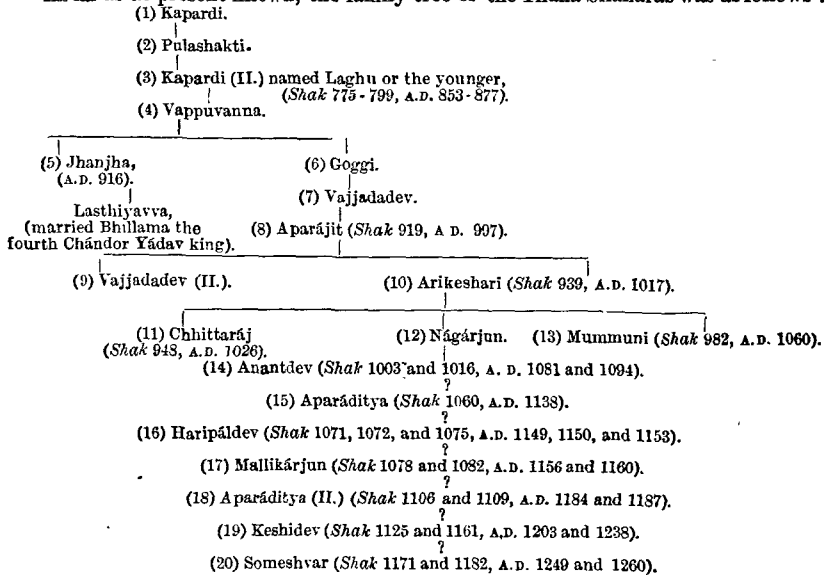 (1) Kapardi.
(2) Pulashakti.
(3) Kapardi (II.) named Laghu or the younger,
(Shak 775-799, A.D. 853-877).
(4) Vappuvanna.
(5) Jhanjha, (6) Goggi.
(A.D. 916).
(7) Vajjadadev.
Lasthiyavva,
(married Bhillama the (8) Aparájit (Shak 919, A D. 997).
fourth Chándor Yádav king).
(9) Vajjadadev (II.). (10) Arikeshari (Shak 939, A.D. 1017).
(11) Chhittaráj (12) Nágárjun. (13) Mummuni (Shak 982, A.D. 1060).
(Shak 948, A.D. 1026).
(14) Anantdev (Shak 1003 and 1016, A. D. 1081 and 1094).
?
(15) Aparáditya (Shak 1060, A.D. 1138).
?
(16) Haripáldev (Shak 1071, 1072, and 1075, A.D. 1149, 1150, and 1153).
?
(17) Mallikárjun (Shak 1078 and 1082, A.D. 1156 and 1160).
?
(18) Aparáditya (II.) (Shak 1106 and 1109, A.D. 1184 and 1187).
?
(19) Keshidev (Shak 1125 and 1161, A.D. 1203 and 1238).
?
(20) Someshvar (Shak 1171 and 1182, A.D. 1249 and 1260).